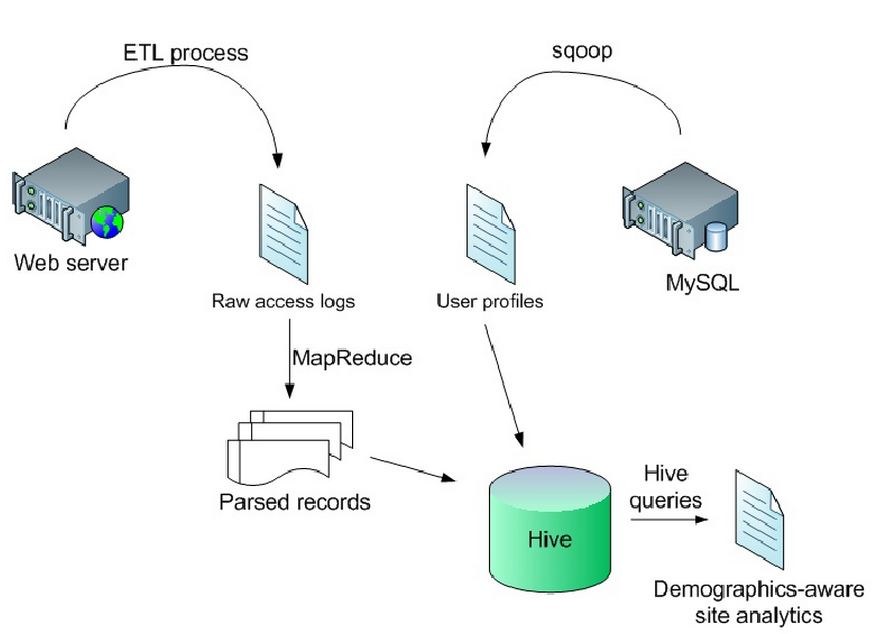 ETL process
sqoop
Web server
MySQL
Raw access logs
User profiles
MapReduce
Parsed records
Hive
Hive
queries
Demographics-aware
site analytics